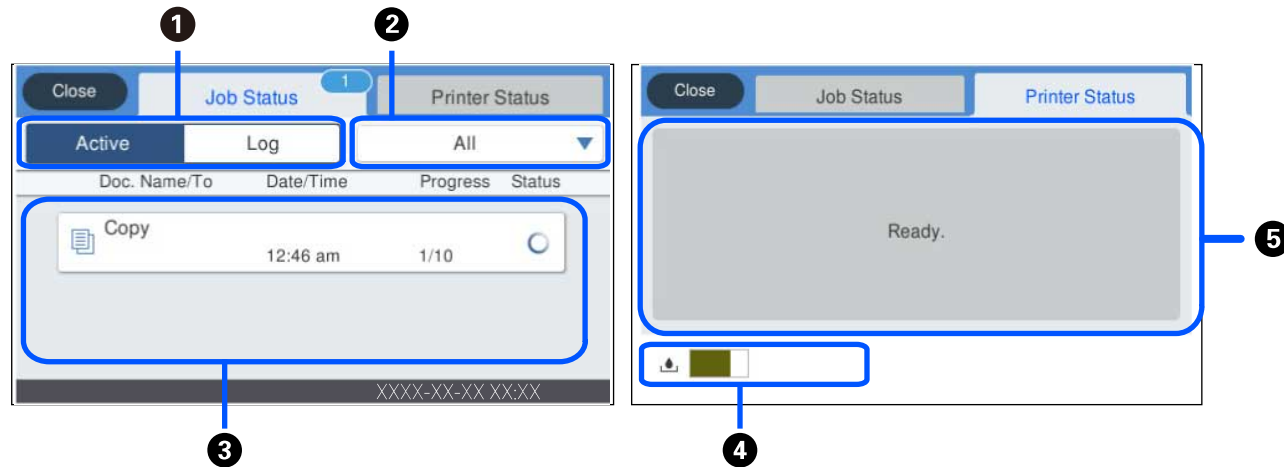 1
2
Close
Job Status
1
Printer Status
Active
Log
All
Doc. Name/To
Date/Time
Progress
Status
Copy
12:46 am
1/10
XXXX-XX-XX XX:XX
3
Close
Job Status
Printer Status
Ready.
5
4